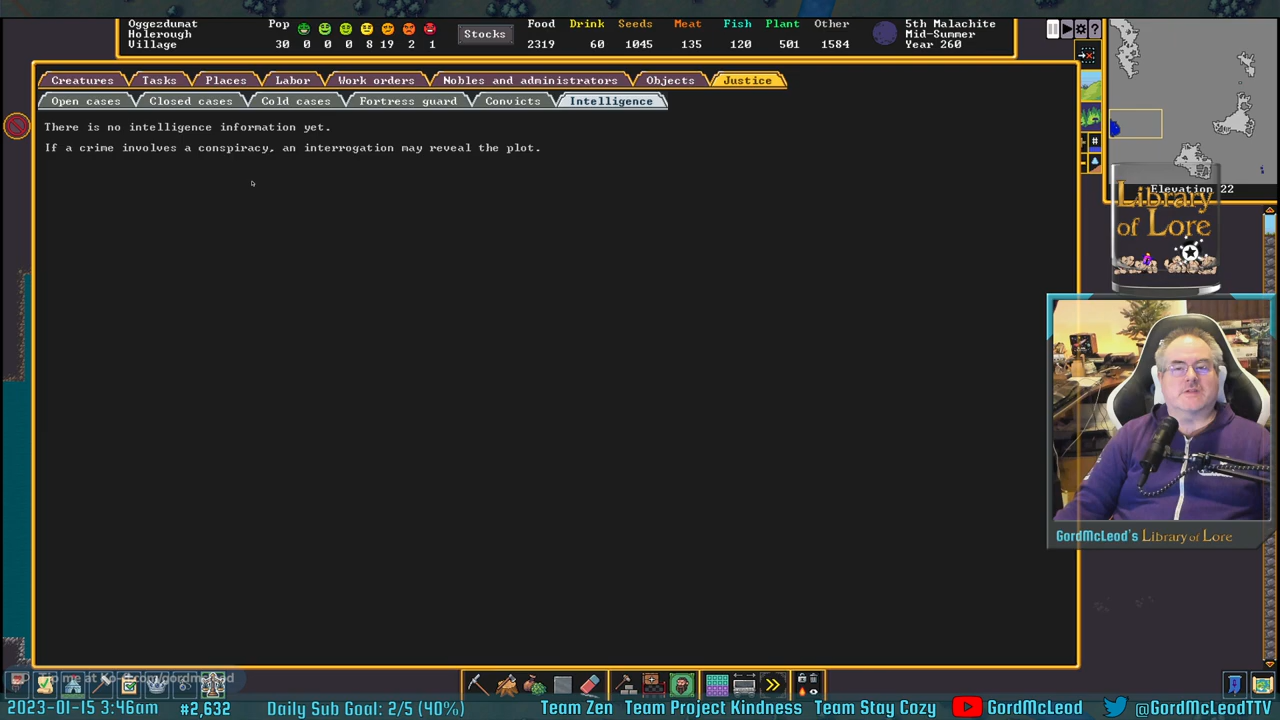 Oggezdunat
Holerough
Village
Pop
30 0 0 0 8 19 2 1
Stocks
Food Drink Seeds Meat Fish Plant Other
2319 60 1045 135 120 501 1584
5th Malachite
Mid-Summer
Year 260
Creatures Tasks Places Labor Work orders Nobles and administrators Objects Justice
Open cases Closed cases Cold cases Fortress guard Convicts Intelligence
There is no intelligence information yet.
If a crime involves a conspiracy, an interrogation may reveal the plot.
Elevation 22
Library
of Lore
GordMcLeod's Library of Lore
2023-01-15 3:46am #2,632 Daily Sub Goal: 2/5 (40%) Team Zen Team Project Kindness Team Stay Cozy GordMcLeod @GordMcLeodTTV